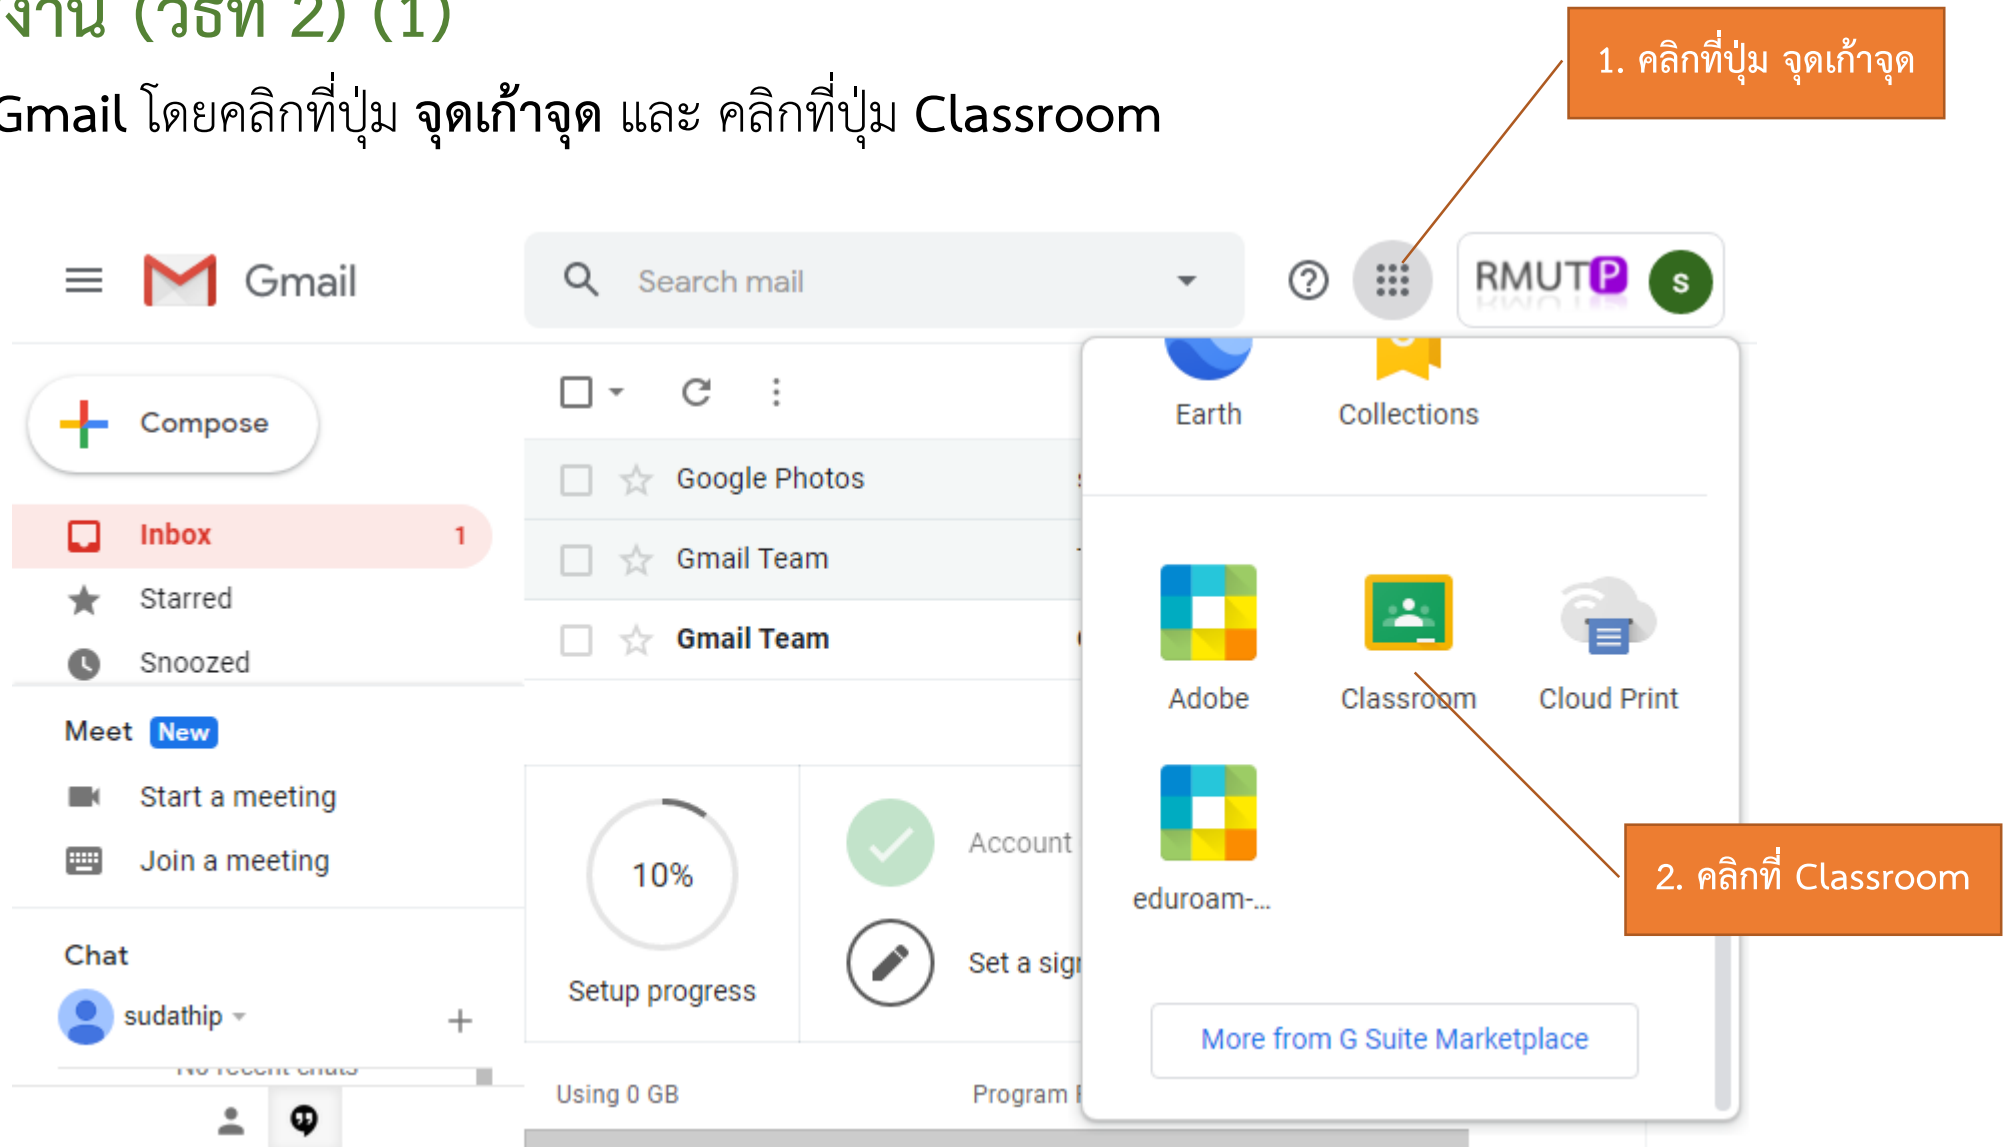 งาน (วิธีที่ 2) (1)
Gmail โดยคลิกที่ปุ่ม จุดเก้าจุด และ คลิกที่ปุ่ม Classroom
1. คลิกที่ปุ่ม จุดเก้าจุด
Gmail
Search mail
RMUTP
s
Compose
Inbox 1
Starred
Snoozed
Meet New
Start a meeting
Join a meeting
Chat
sudathip
No recent chats
Google Photos
Gmail Team
Gmail Team
10%
Setup progress
Account
Set a sign
Using 0 GB
Program
Earth
Collections
Adobe
Classroom
Cloud Print
eduroam-...
More from G Suite Marketplace
2. คลิกที่ Classroom